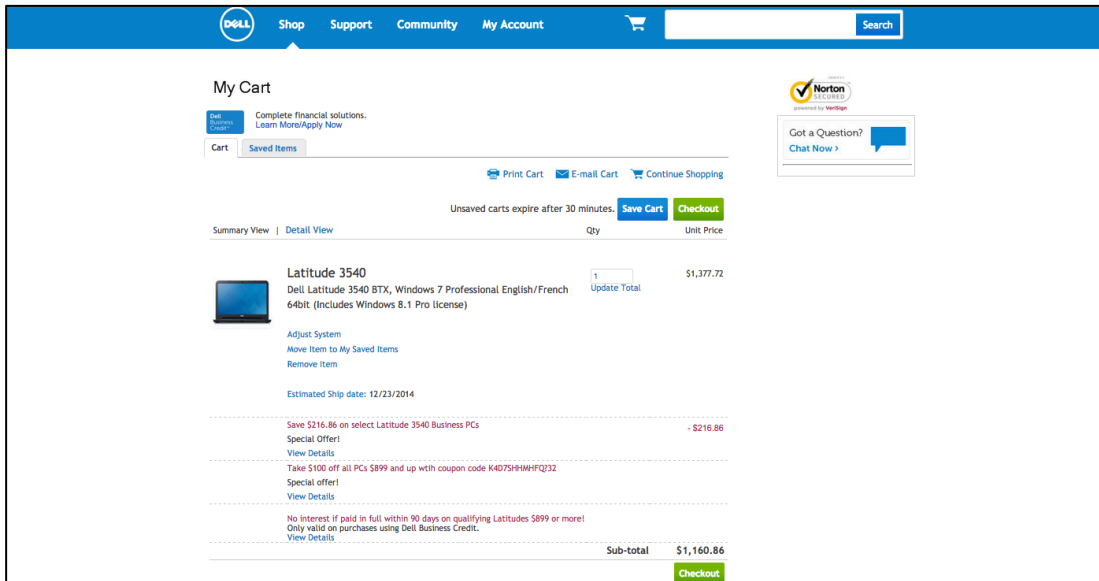 DELL
Shop Support Community My Account
Search
My Cart
Norton
SECURED
powered by VeriSign
Dell
Business
Credit
Complete financial solutions.
Learn More/Apply Now
Got a Question?
Chat Now >
Cart Saved Items
Print Cart E-mail Cart Continue Shopping
Unsaved carts expire after 30 minutes. Save Cart Checkout
Summary View | Detail View Qty Unit Price
Latitude 3540 1 $1,377.72
Dell Latitude 3540 BTX, Windows 7 Professional English/French Update Total
64bit (Includes Windows 8.1 Pro license)
Adjust System
Move Item to My Saved Items
Remove Item
Estimated Ship date: 12/23/2014
Save $216.86 on select Latitude 3540 Business PCs - $216.86
Special Offer!
View Details
Take $100 off all PCs $899 and up wtih coupon code K4D7SHHMHFQ?32
Special offer!
View Details
No interest if paid in full within 90 days on qualifying Latitudes $899 or more!
Only valid on purchases using Dell Business Credit.
View Details
Sub-total $1,160.86
Checkout